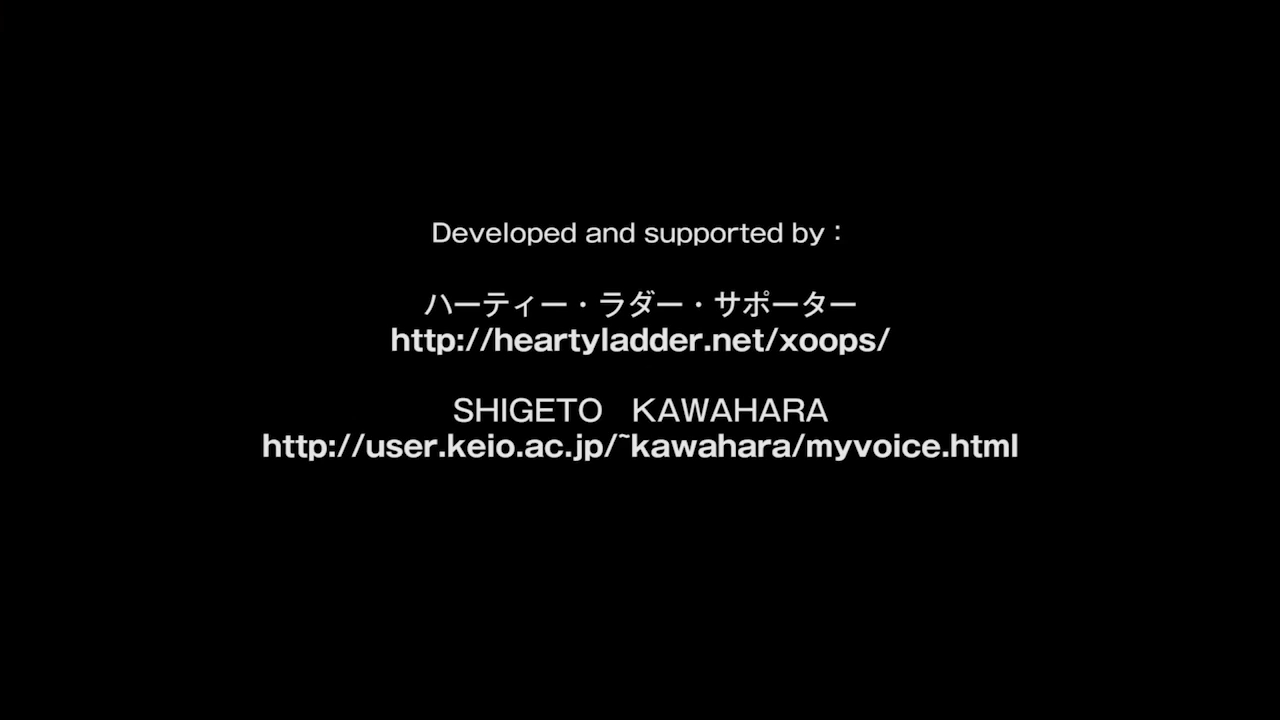 Developed and supported by：
ハーティー・ラダー・サポーター
http://heartyladder.net/xoops/
SHIGETO　KAWAHARA
http://user.keio.ac.jp/~kawahara/myvoice.html